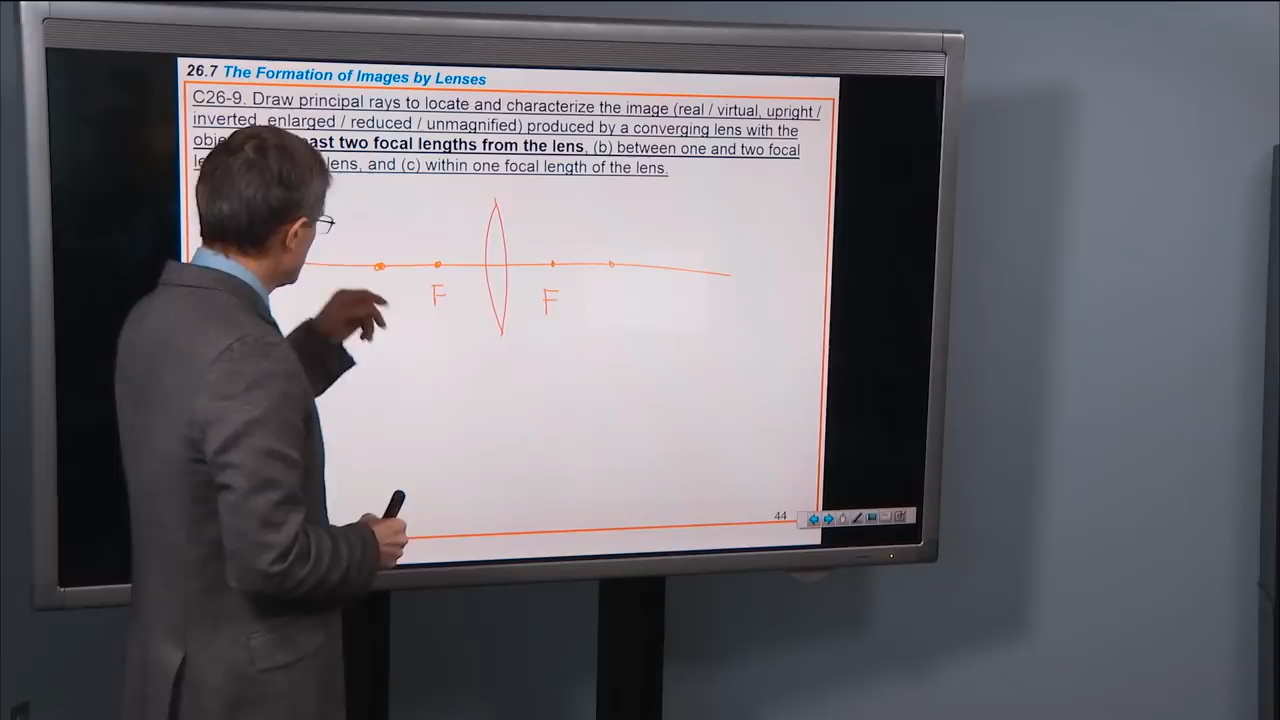 26.7 The Formation of Images by Lenses
C26-9. Draw principal rays to locate and characterize the image (real / virtual, upright /
inverted, enlarged / reduced / unmagnified) produced by a converging lens with the
past two focal lengths from the lens, (b) between one and two focal
lens, and (c) within one focal length of the lens.
F F
44